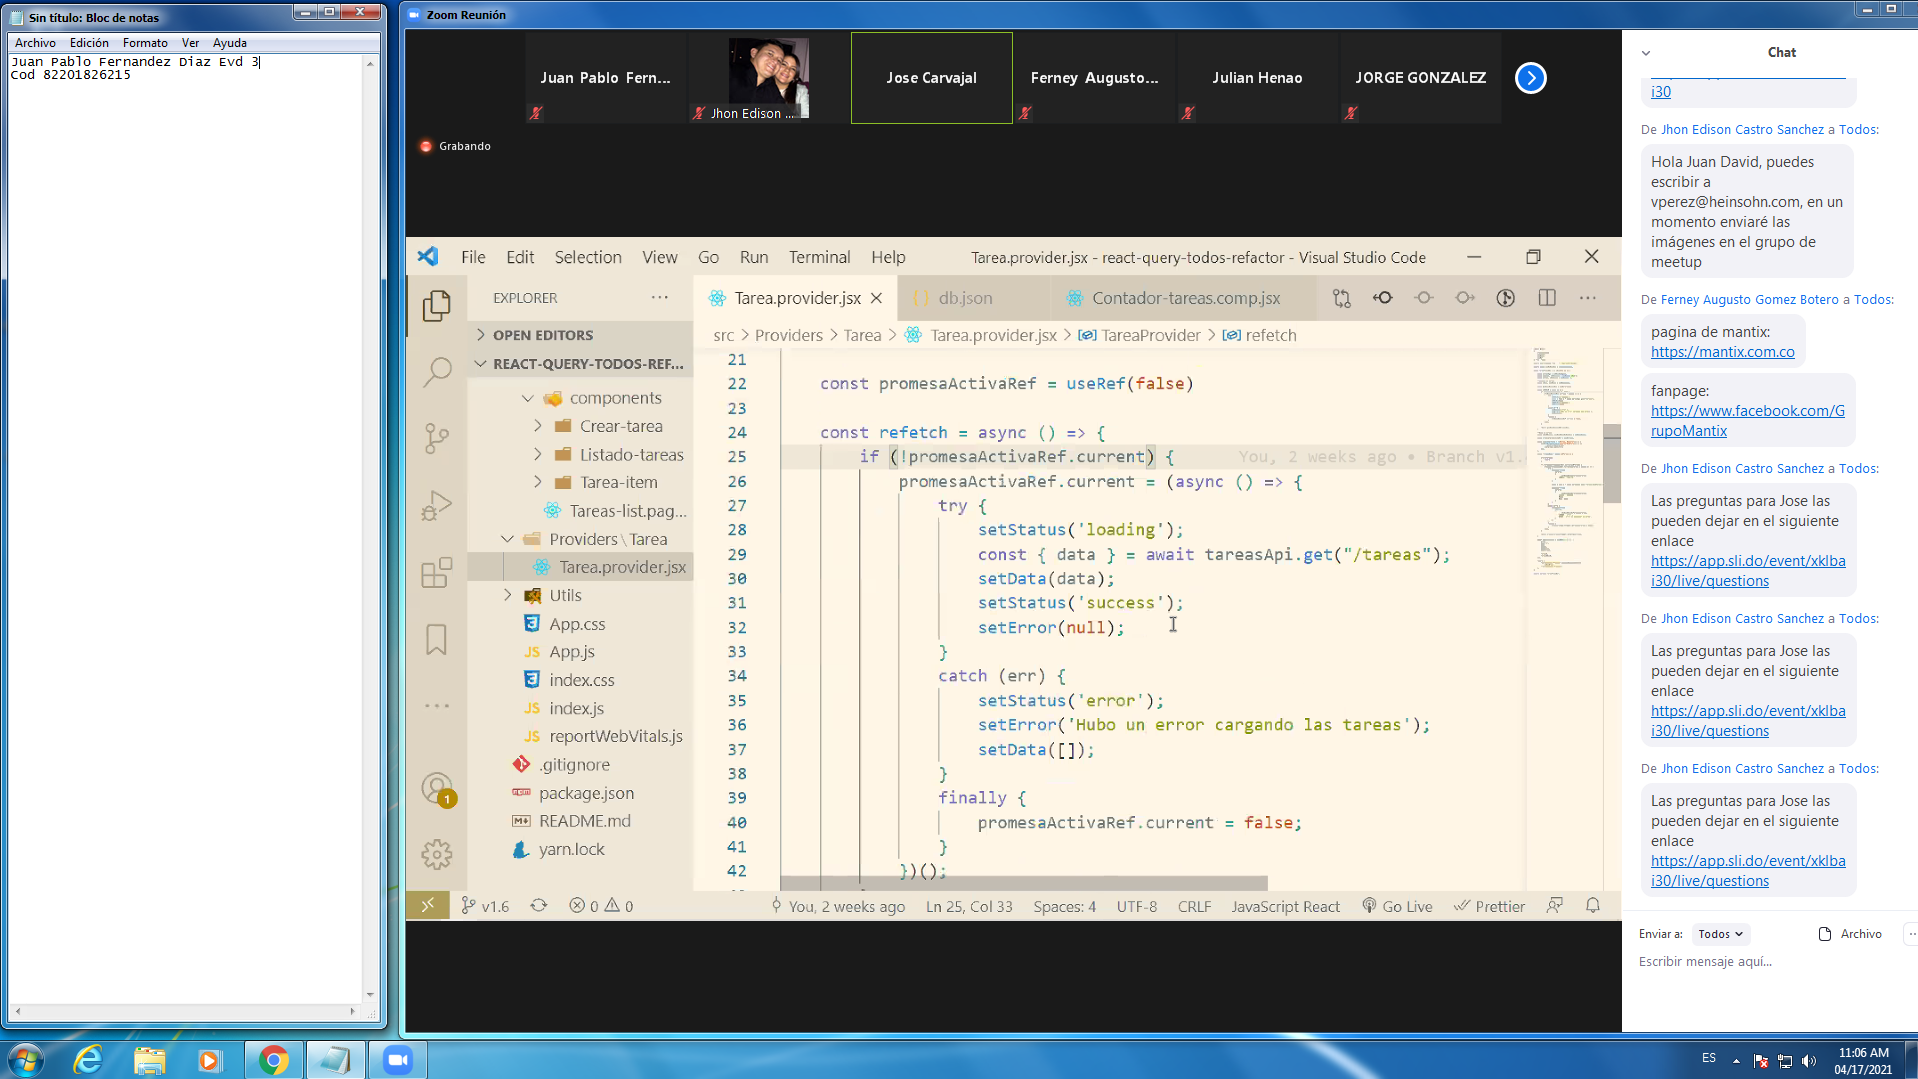 Sin título: Bloc de notas
Archivo Edición Formato Ver Ayuda
Juan Pablo Fernandez Diaz Evd 3
Cod 82201826215
Zoom Reunión
Juan Pablo Fern...
Jhon Edison ...
Jose Carvajal
Ferney Augusto...
Julian Henao
JORGE GONZALEZ
Grabando
File Edit Selection View Go Run Terminal Help
Tarea.provider.jsx - react-query-todos-refactor - Visual Studio Code
EXPLORER
Tarea.provider.jsx
db.json
Contador-tareas.comp.jsx
OPEN EDITORS
REACT-QUERY-TODOS-REF...
components
Crear-tarea
Listado-tareas
Tarea-item
Tareas-list.pag...
Providers \ Tarea
Tarea.provider.jsx
Utils
App.css
App.js
index.css
index.js
reportWebVitals.js
.gitignore
package.json
README.md
yarn.lock
1
src > Providers > Tarea > Tarea.provider.jsx > TareaProvider > refetch
21
22 const promesaActivaRef = useRef(false)
23
24 const refetch = async () => {
25 if (!promesaActivaRef.current) { You, 2 weeks ago • Branch v1.
26 promesaActivaRef.current = (async () => {
27 try {
28 setStatus('loading');
29 const { data } = await tareasApi.get("/tareas");
30 setData(data);
31 setStatus('success');
32 setError(null);
33 }
34 catch (err) {
35 setStatus('error');
36 setError('Hubo un error cargando las tareas');
37 setData([]);
38 }
39 finally {
40 promesaActivaRef.current = false;
41 }
42 })();
v1.6 0 0 You, 2 weeks ago Ln 25, Col 33 Spaces: 4 UTF-8 CRLF JavaScript React Go Live Prettier
Chat
i30
De Jhon Edison Castro Sanchez a Todos:
Hola Juan David, puedes
escribir a
vperez@heinsohn.com, en un
momento enviaré las
imágenes en el grupo de
meetup
De Ferney Augusto Gomez Botero a Todos:
pagina de mantix:
https://mantix.com.co
fanpage:
https://www.facebook.com/G
rupoMantix
De Jhon Edison Castro Sanchez a Todos:
Las preguntas para Jose las
pueden dejar en el siguiente
enlace
https://app.sli.do/event/xklba
i30/live/questions
De Jhon Edison Castro Sanchez a Todos:
Las preguntas para Jose las
pueden dejar en el siguiente
enlace
https://app.sli.do/event/xklba
i30/live/questions
De Jhon Edison Castro Sanchez a Todos:
Las preguntas para Jose las
pueden dejar en el siguiente
enlace
https://app.sli.do/event/xklba
i30/live/questions
Enviar a: Todos Archivo
Escribir mensaje aquí...
ES
11:06 AM
04/17/2021